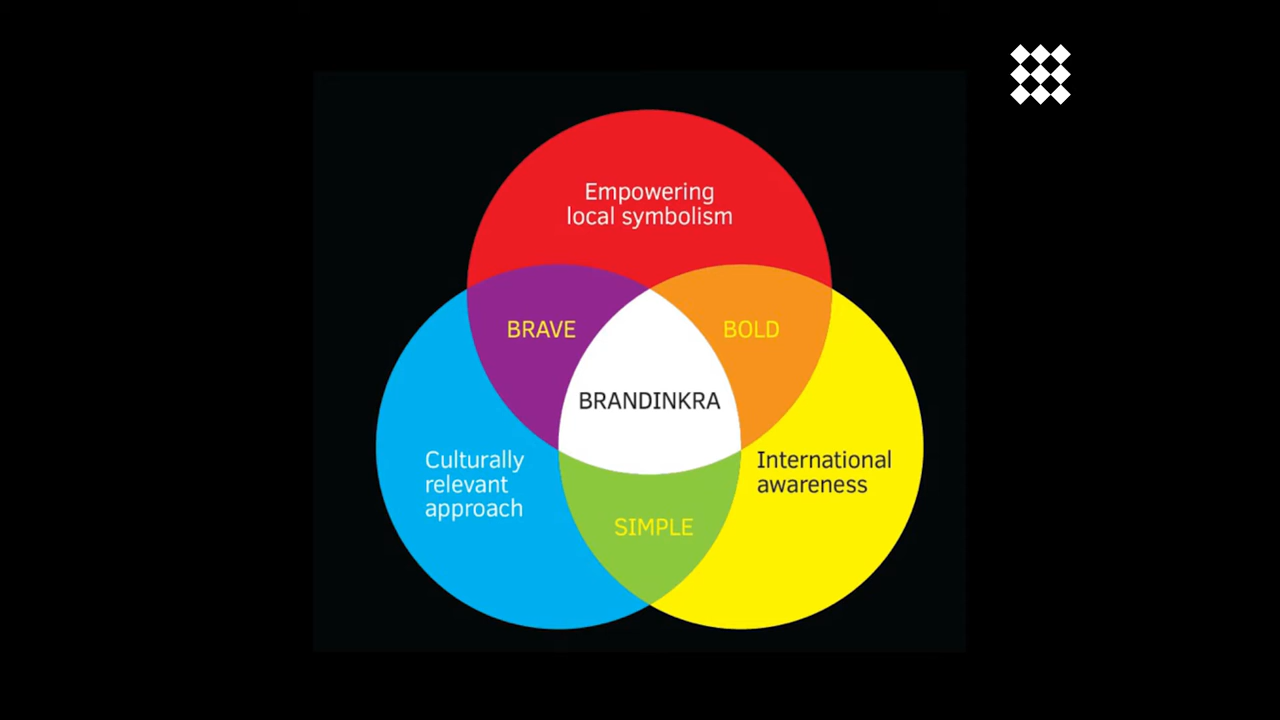 Empowering
local symbolism
BRAVE
BOLD
BRANDINKRA
Culturally
relevant
approach
International
awareness
SIMPLE